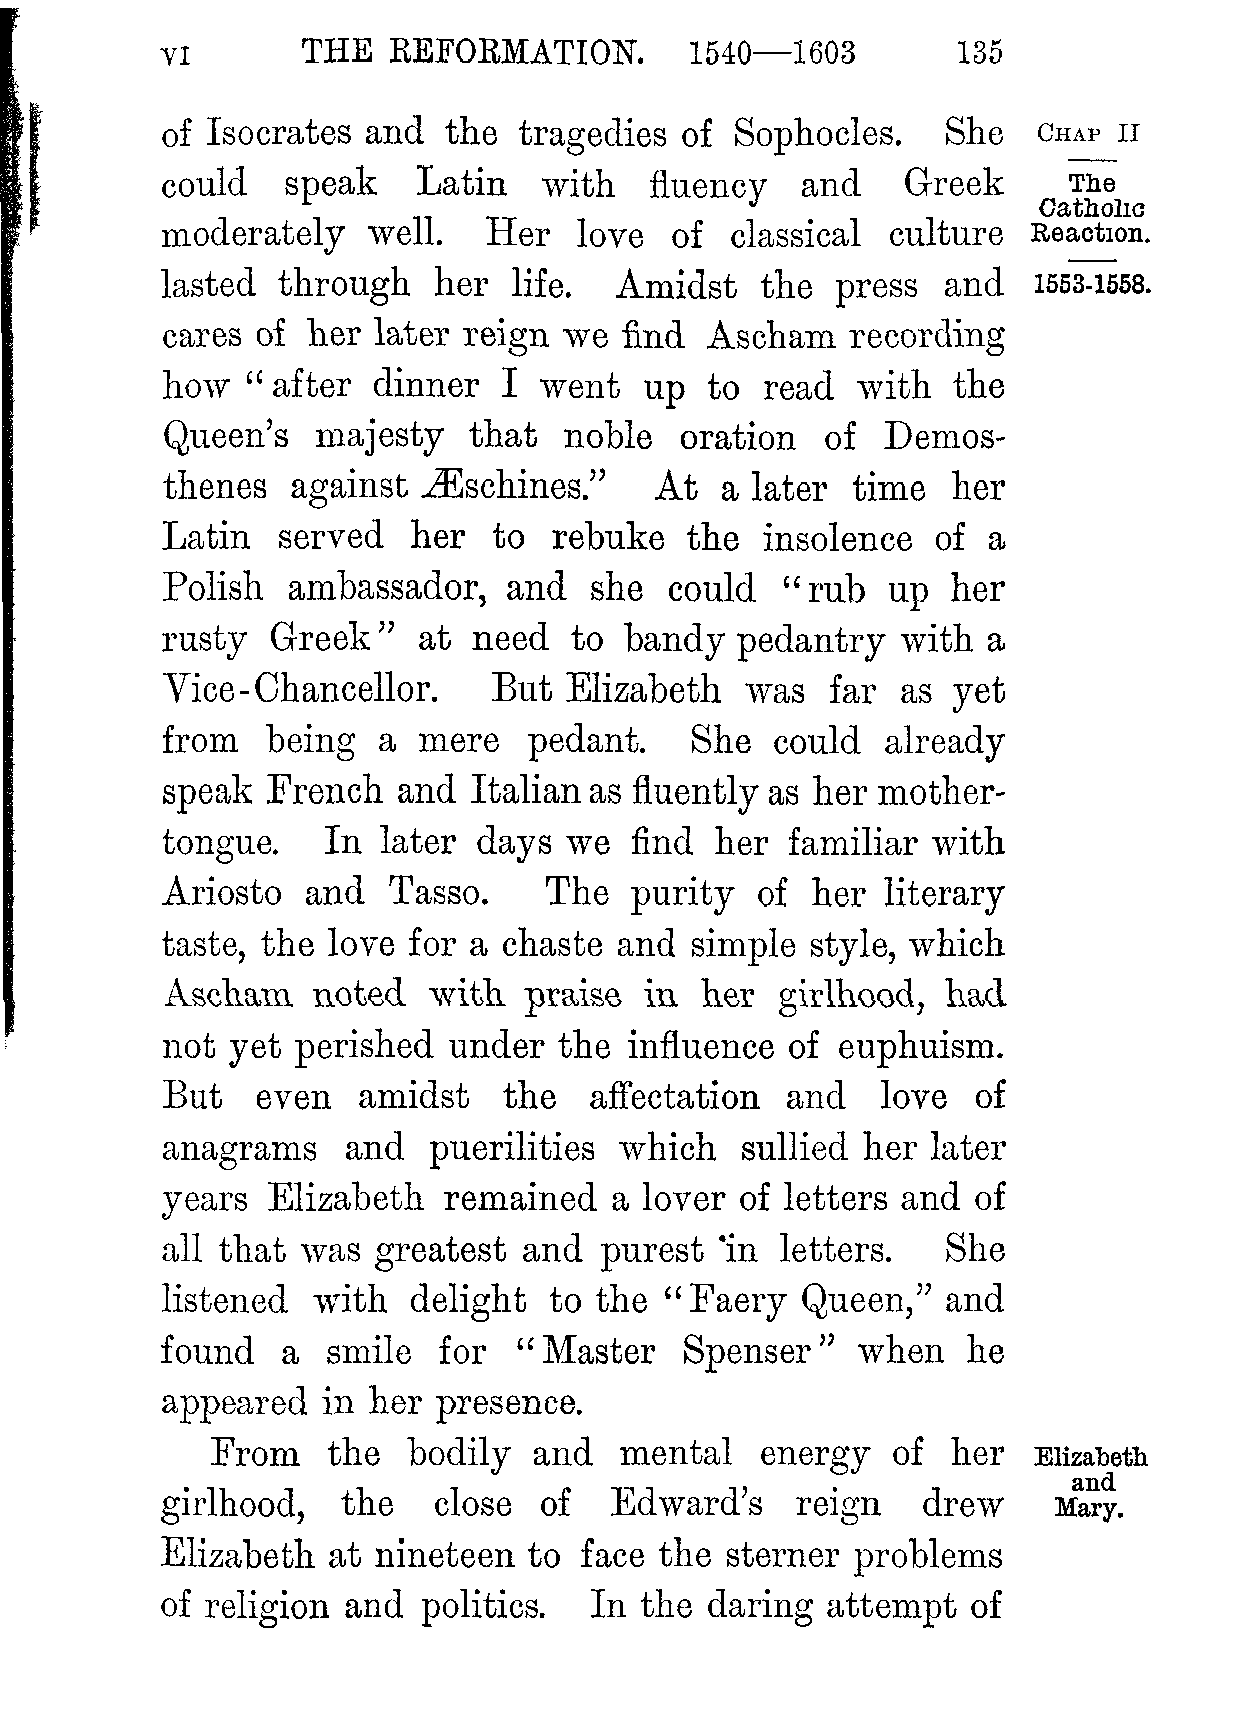 VI THE REFORMATION. 1540—1603 135
of Isocrates and the tragedies of Sophocles. She
could speak Latin with fluency and Greek
moderately well. Her love of classical culture
lasted through her life. Amidst the press and
cares of her later reign we find Ascham recording
how “after dinner I went up to read with the
Queen’s majesty that noble oration of Demos-
thenes against Æschines.” At a later time her
Latin served her to rebuke the insolence of a
Polish ambassador, and she could “rub up her
rusty Greek” at need to bandy pedantry with a
Vice-Chancellor. But Elizabeth was far as yet
from being a mere pedant. She could already
speak French and Italian as fluently as her mother-
tongue. In later days we find her familiar with
Ariosto and Tasso. The purity of her literary
taste, the love for a chaste and simple style, which
Ascham noted with praise in her girlhood, had
not yet perished under the influence of euphuism.
But even amidst the affectation and love of
anagrams and puerilities which sullied her later
years Elizabeth remained a lover of letters and of
all that was greatest and purest in letters. She
listened with delight to the “Faery Queen,” and
found a smile for “Master Spenser” when he
appeared in her presence.
From the bodily and mental energy of her
girlhood, the close of Edward’s reign drew
Elizabeth at nineteen to face the sterner problems
of religion and politics. In the daring attempt of
CHAP II
The
Catholic
Reaction.
1553-1558.
Elizabeth
and
Mary.